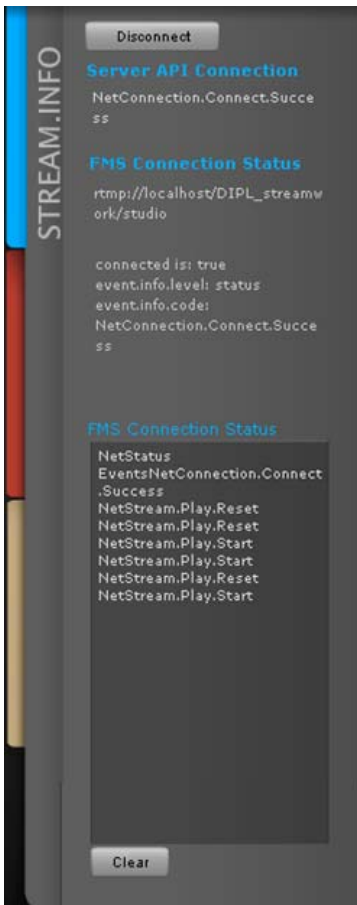 Disconnect
STREAM.INFO
Server API Connection
NetConnection.Connect.Succe
ss
FMS Connection Status
rtmp://localhost/DIPL_streamw
ork/studio
connected is: true
event.info.level: status
event.info.code:
NetConnection.Connect.Succe
ss
FMS Connection Status
NetStatus
EventsNetConnection.Connect
.Success
NetStream.Play.Reset
NetStream.Play.Reset
NetStream.Play.Start
NetStream.Play.Start
NetStream.Play.Reset
NetStream.Play.Start
Clear